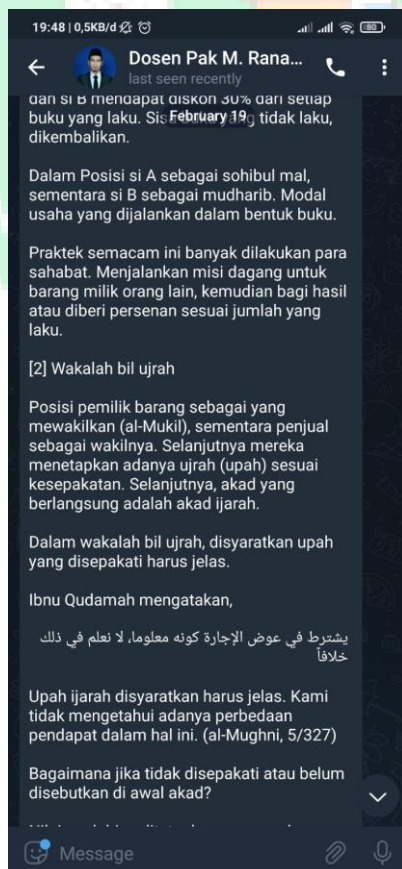 19:48 | 0,5KB/d
80
Dosen Pak M. Rana...
last seen recently
dan si B mendapat diskon 30% dari setiap
buku yang laku. Sisa tidak laku,
February 19
dikembalikan.
Dalam Posisi si A sebagai sohibul mal,
sementara si B sebagai mudharib. Modal
usaha yang dijalankan dalam bentuk buku.
Praktek semacam ini banyak dilakukan para
sahabat. Menjalankan misi dagang untuk
barang milik orang lain, kemudian bagi hasil
atau diberi persenan sesuai jumlah yang
laku.
[2] Wakalah bil ujrah
Posisi pemilik barang sebagai yang
mewakilkan (al-Mukil), sementara penjual
sebagai wakilnya. Selanjutnya mereka
menetapkan adanya ujrah (upah) sesuai
kesepakatan. Selanjutnya, akad yang
berlangsung adalah akad ijarah.
Dalam wakalah bil ujrah, disyaratkan upah
yang disepakati harus jelas.
Ibnu Qudamah mengatakan,
يشترط في عوض الإجارة كونه معلوما، لا نعلم في ذلك
خلافاً
Upah ijarah disyaratkan harus jelas. Kami
tidak mengetahui adanya perbedaan
pendapat dalam hal ini. (al-Mughni, 5/327)
Bagaimana jika tidak disepakati atau belum
disebutkan di awal akad?
Message